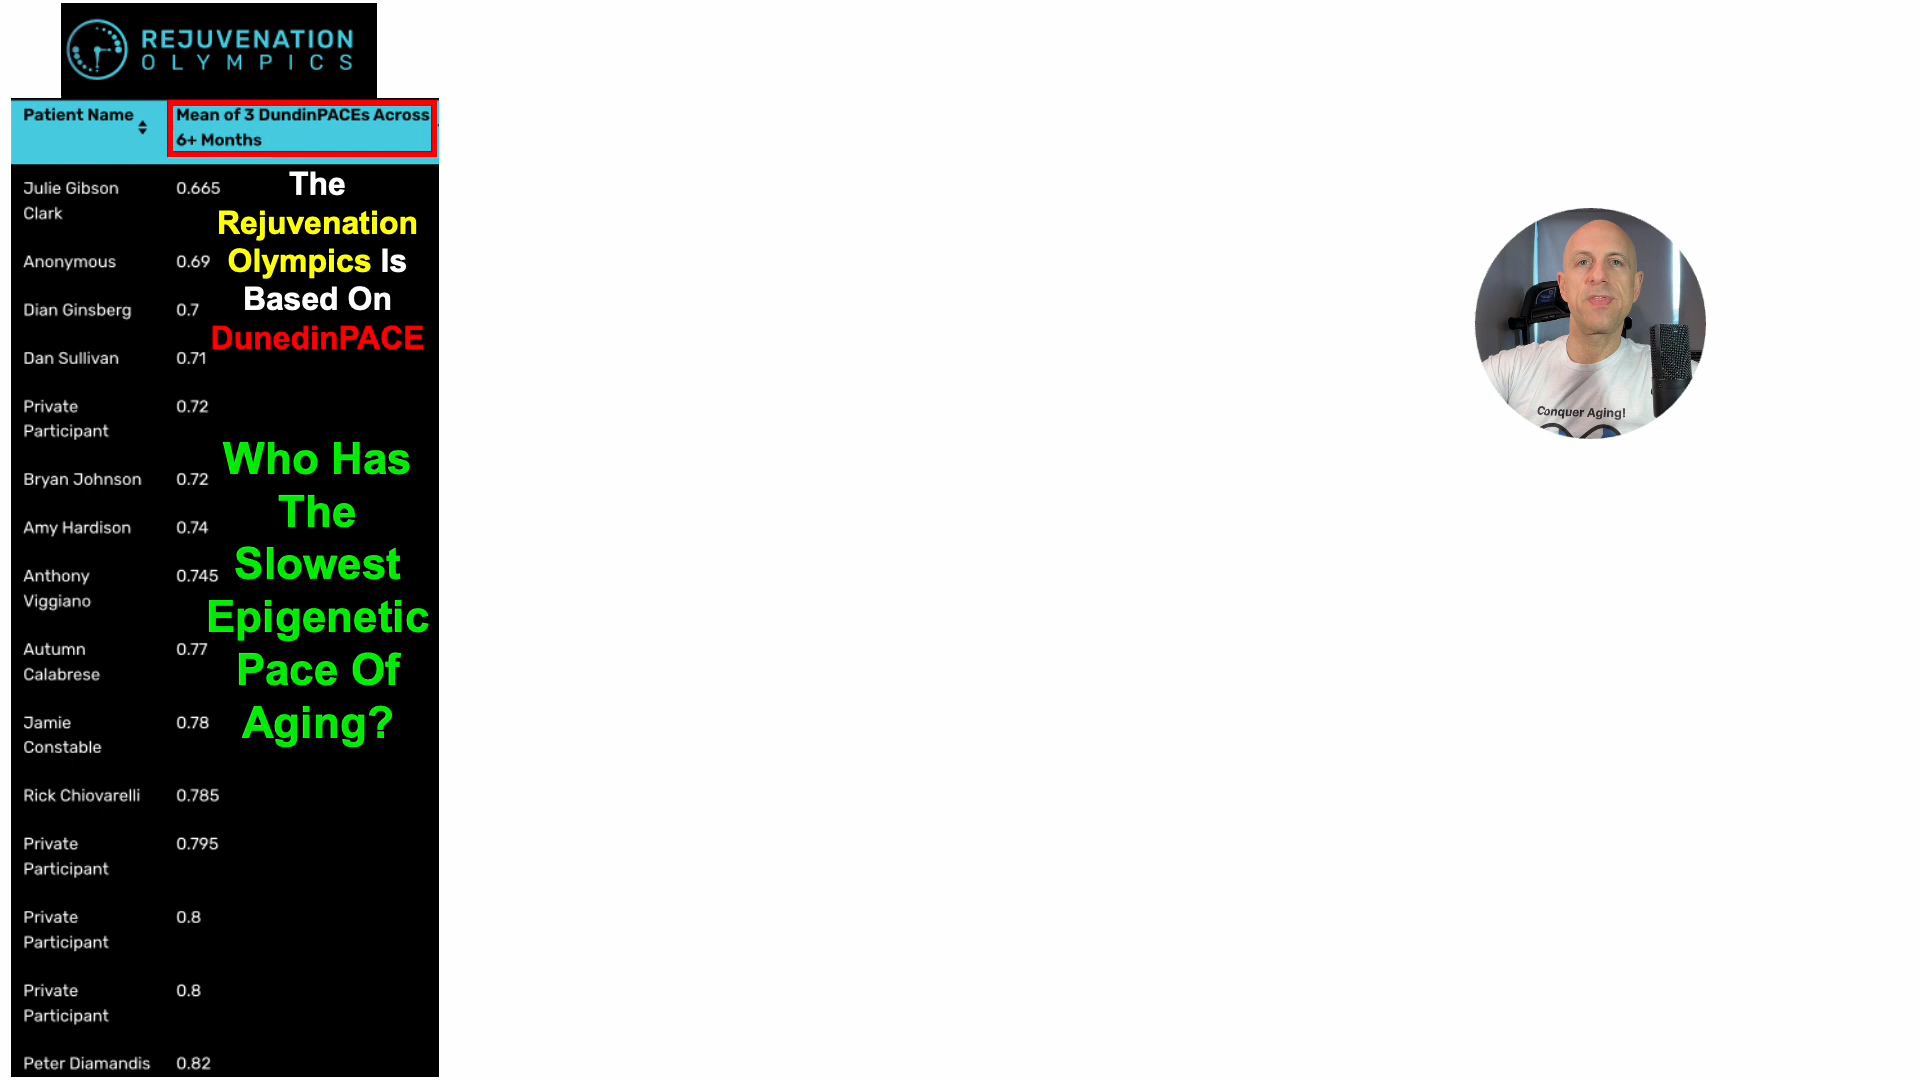 REJUVENATION
OLYMPICS
Patient Name
Mean of 3 DundinPACEs Across
6+ Months
Julie Gibson
Clark
0.665
Anonymous
0.69
Dian Ginsberg
0.7
Dan Sullivan
0.71
Private
Participant
0.72
Bryan Johnson
0.72
Amy Hardison
0.74
Anthony
Viggiano
0.745
Autumn
Calabrese
0.77
Jamie
Constable
0.78
Rick Chiovarelli
0.785
Private
Participant
0.795
Private
Participant
0.8
Private
Participant
0.8
Peter Diamandis
0.82
The
Rejuvenation
Olympics Is
Based On
DunedinPACE
Who Has
The
Slowest
Epigenetic
Pace Of
Aging?
Conquer Aging!